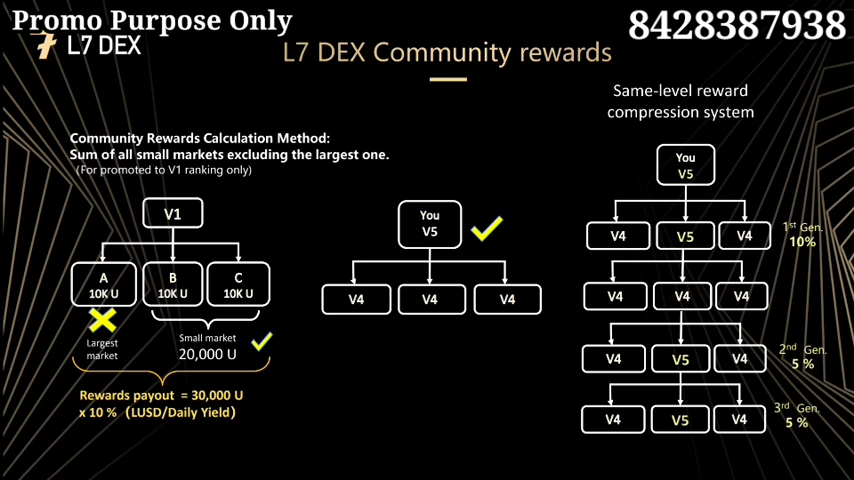 Promo Purpose Only
8428387938
L7 DEX
L7 DEX Community rewards
Same-level reward
compression system
Community Rewards Calculation Method:
Sum of all small markets excluding the largest one.
(For promoted to V1 ranking only)
V1
A
10K U
B
10K U
C
10K U
Largest
market
Small market
20,000 U
Rewards payout = 30,000 U
x 10 % (LUSD/Daily Yield)
You
V5
V4
V4
V4
You
V5
V4
V5
V4
1st Gen.
10%
V4
V4
V4
V4
V5
V4
2nd Gen.
5 %
V4
V5
V4
3rd Gen.
5 %